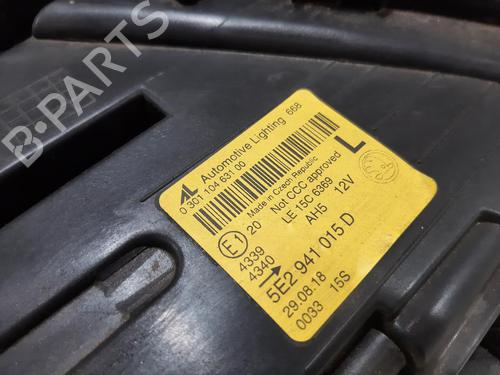 B-PARTS
AL Automotive Lighting 668
0 301 104 631 00
Made in Czech Republic
Not CCC approved
L
LE 15C 6369
E1 20 AH5 12V
4339
4340
5E2 941 015 D
29.08.18
0033 15S